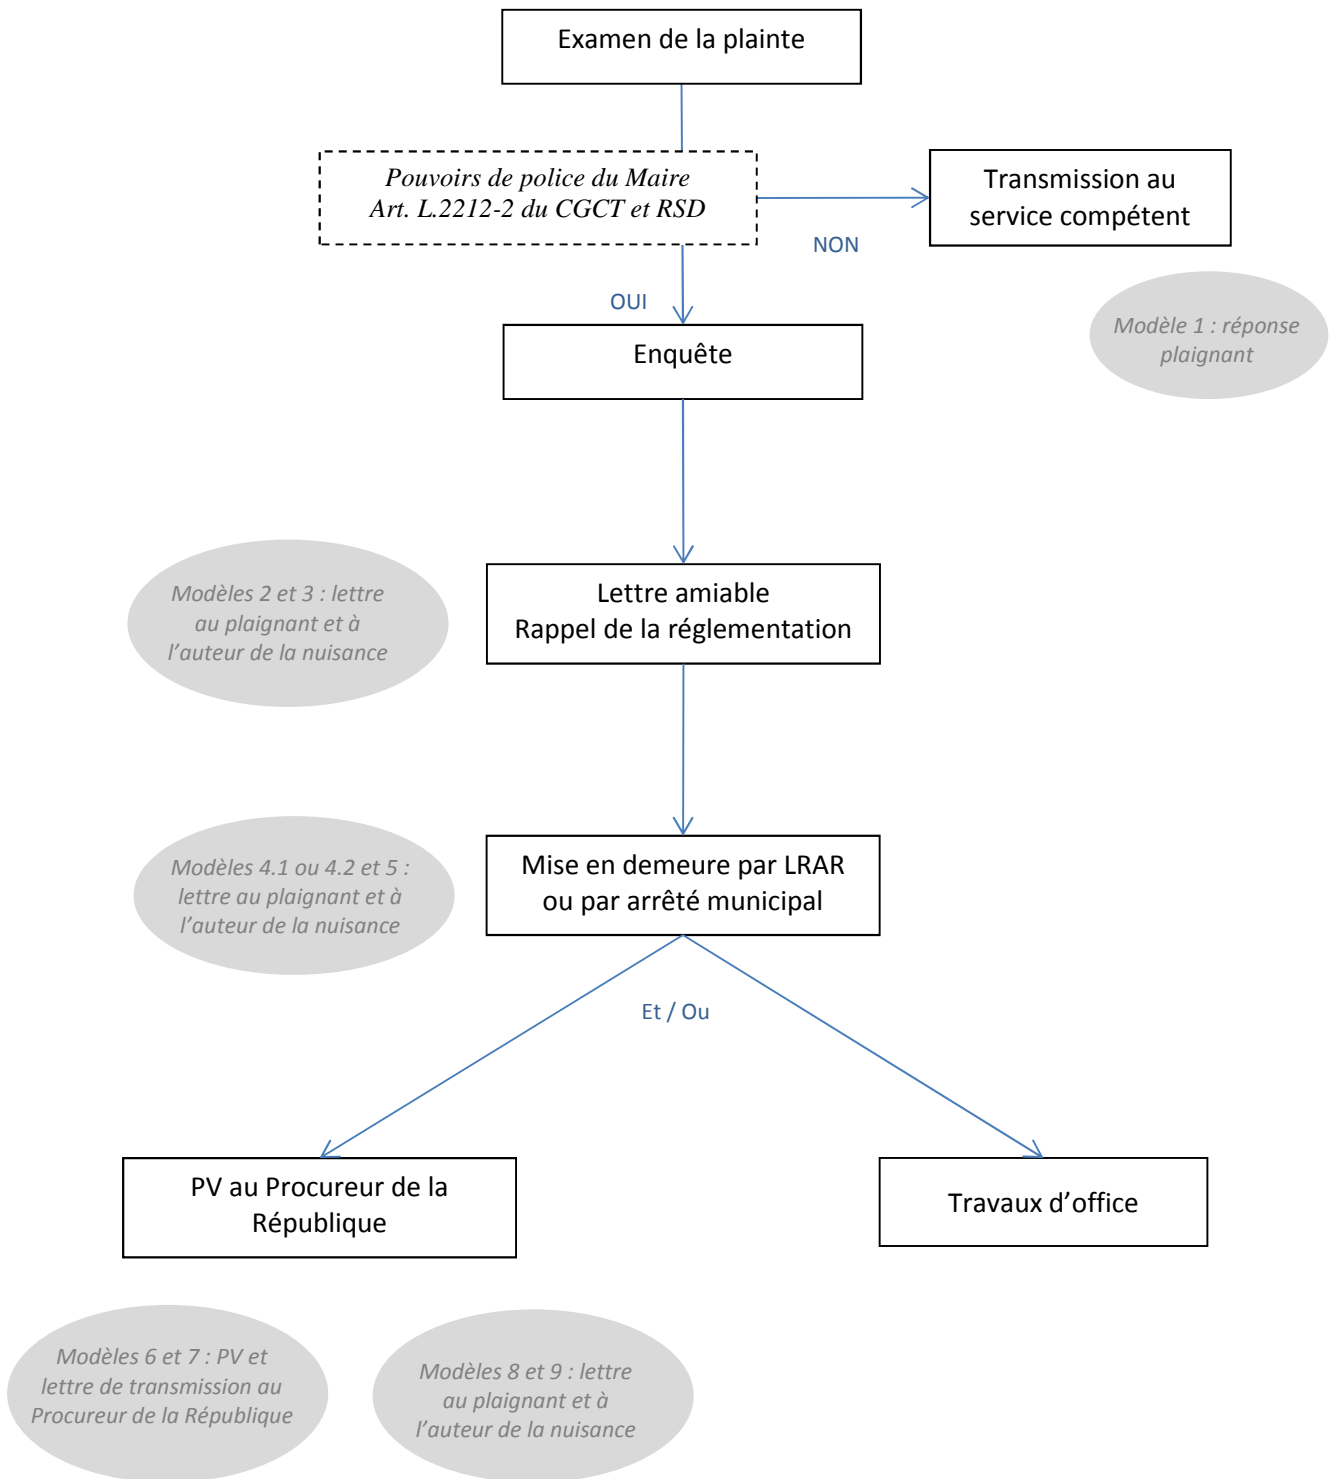 Examen de la plainte
Pouvoirs de police du Maire
Art. L.2212-2 du CGCT et RSD
Transmission au
service compétent
NON
OUI
Modèle 1 : réponse
plaignant
Enquête
Modèles 2 et 3 : lettre
au plaignant et à
l’auteur de la nuisance
Lettre amiable
Rappel de la réglementation
Modèles 4.1 ou 4.2 et 5 :
lettre au plaignant et à
l’auteur de la nuisance
Mise en demeure par LRAR
ou par arrêté municipal
Et / Ou
PV au Procureur de la
République
Travaux d’office
Modèles 6 et 7 : PV et
lettre de transmission au
Procureur de la République
Modèles 8 et 9 : lettre
au plaignant et à
l’auteur de la nuisance